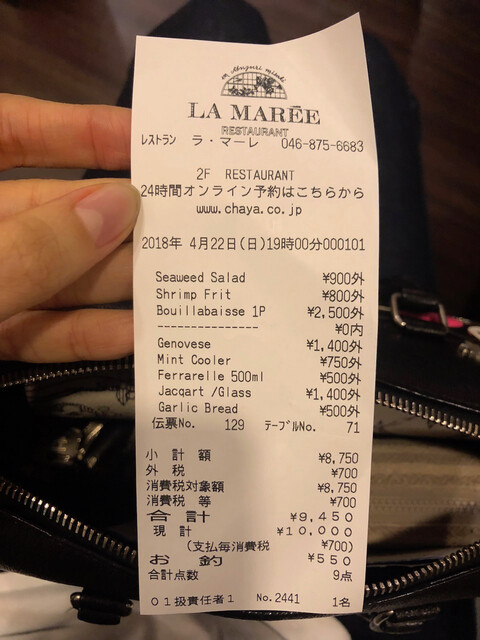 LA MARÉE
RESTAURANT
レストラン ラ・マーレ 046-875-6683
2F RESTAURANT
24時間オンライン予約はこちらから
www.chaya.co.jp
2018年 4月22日(日)19時00分000101
Seaweed Salad ¥900外
Shrimp Frit ¥800外
Bouillabaisse 1P ¥2,500外
--------------- ¥0内
Genovese ¥1,400外
Mint Cooler ¥750外
Ferrarelle 500ml ¥500外
Jacqart /Glass ¥1,400外
Garlic Bread ¥500外
伝票No. 129 テーブルNo. 71
小 計 額 ¥8,750
外 税 ¥700
消費税対象額 ¥8,750
消費税 等 ¥700
合 計 ¥9,450
現 計 ¥10,000
(支払毎消費税 ¥700)
お 釣 ¥550
合計点数 9点
01扱責任者1 No.2441 1名